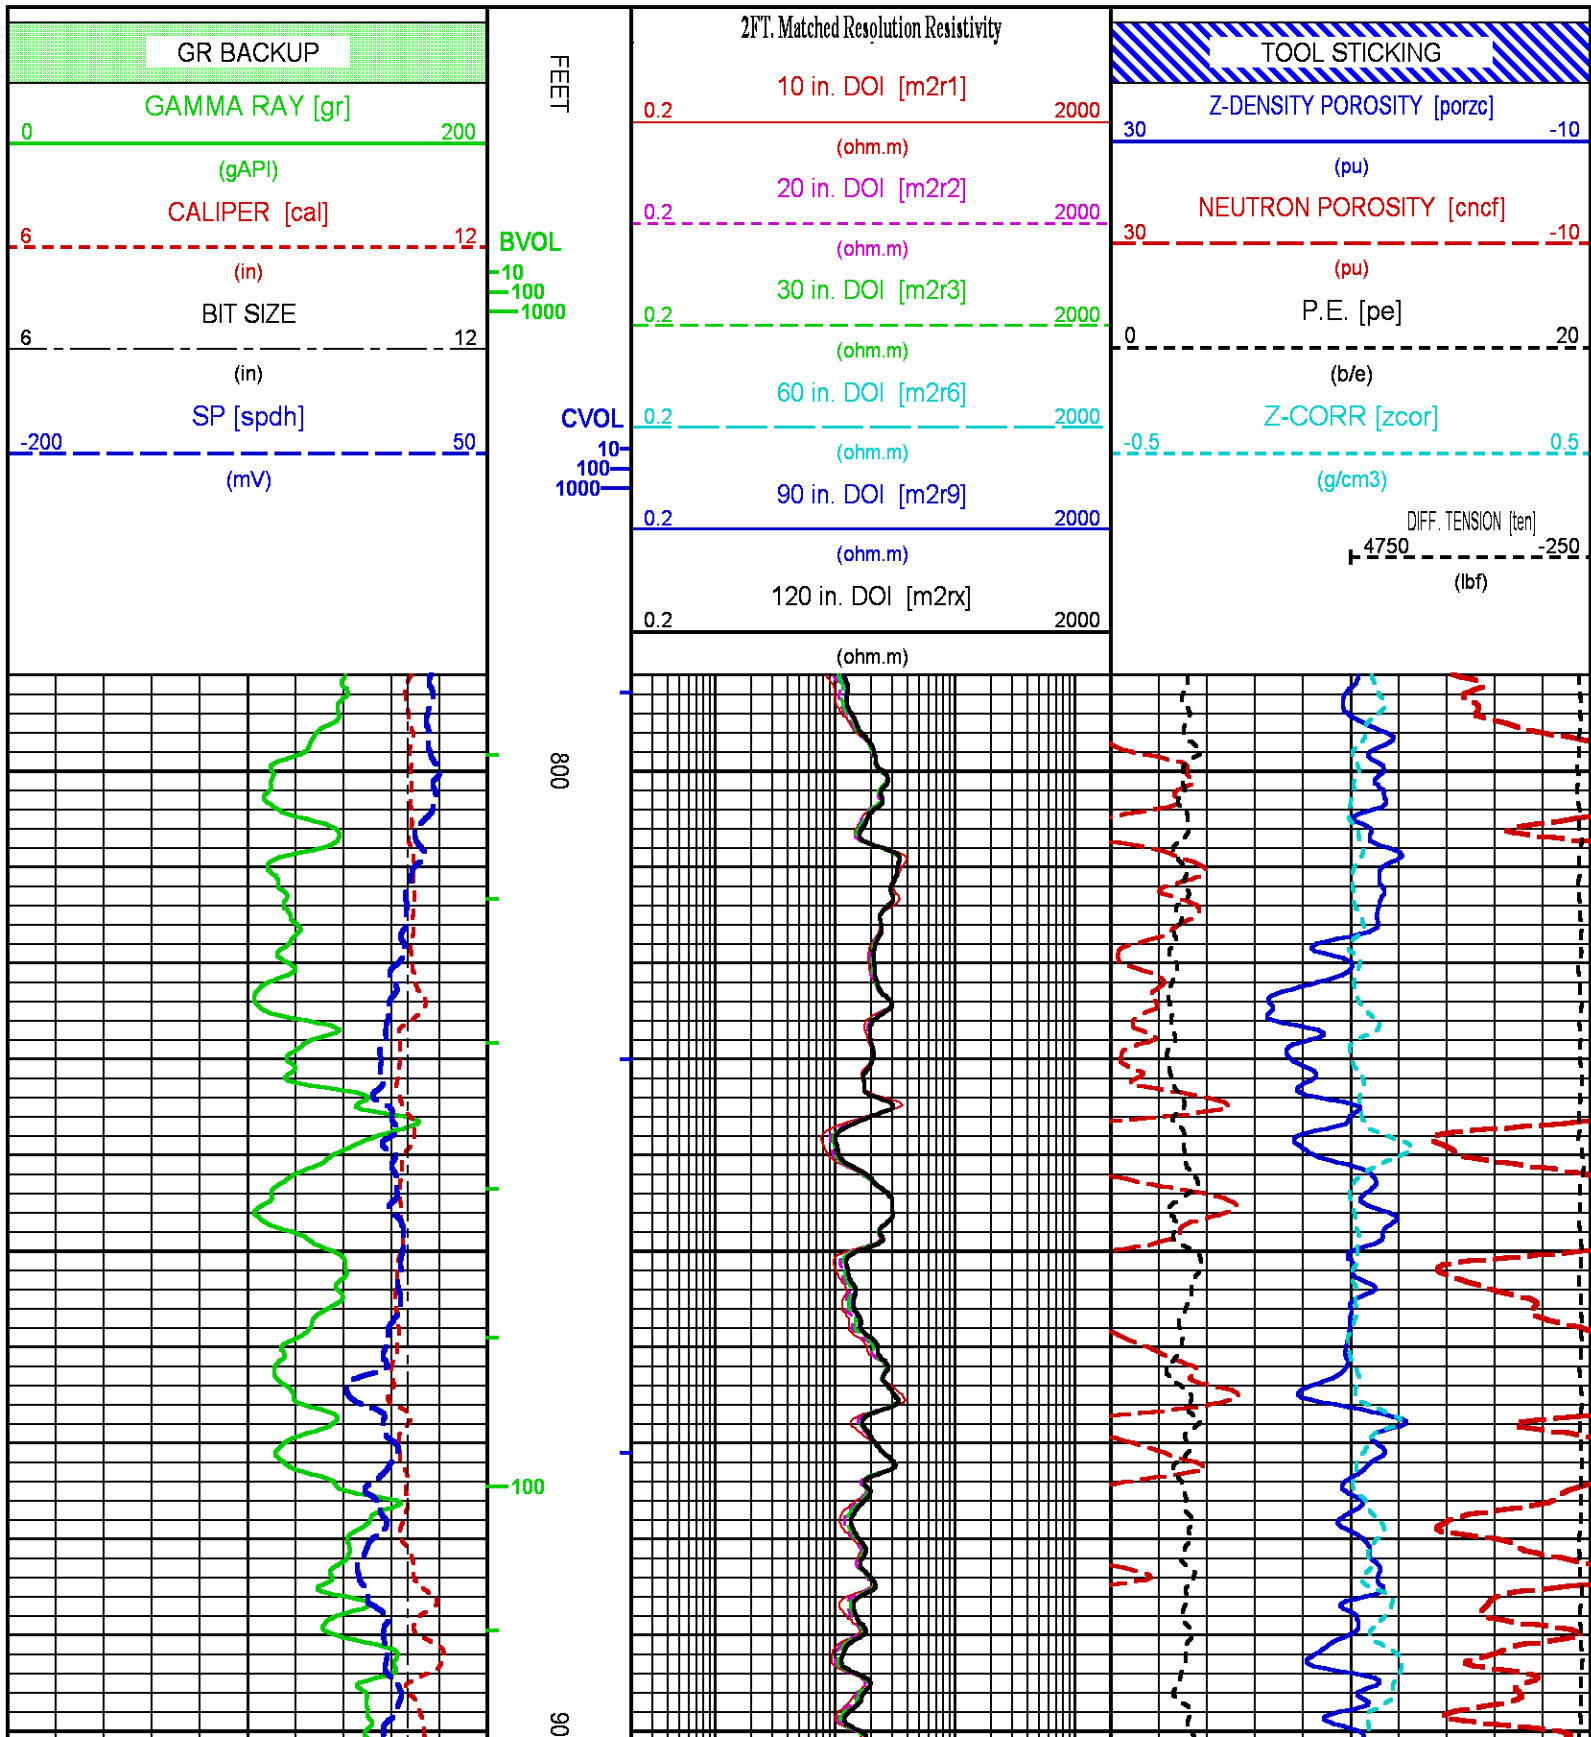 GR BACKUP
GAMMA RAY [gr]
0 200
(gAPI)
CALIPER [cal]
6 12
(in)
BIT SIZE
6 12
(in)
SP [spdh]
-200 50
(mV)
FEET
BVOL
10
100
1000
CVOL
10
100
1000
2FT. Matched Resolution Resistivity
10 in. DOI [m2r1]
0.2 2000
(ohm.m)
20 in. DOI [m2r2]
0.2 2000
(ohm.m)
30 in. DOI [m2r3]
0.2 2000
(ohm.m)
60 in. DOI [m2r6]
0.2 2000
(ohm.m)
90 in. DOI [m2r9]
0.2 2000
(ohm.m)
120 in. DOI [m2rx]
0.2 2000
(ohm.m)
TOOL STICKING
Z-DENSITY POROSITY [porzc]
30 -10
(pu)
NEUTRON POROSITY [cncf]
30 -10
(pu)
P.E. [pe]
0 20
(b/e)
Z-CORR [zcor]
-0.5 0.5
(g/cm3)
DIFF. TENSION [ten]
4750 -250
(lbf)
800
100
90